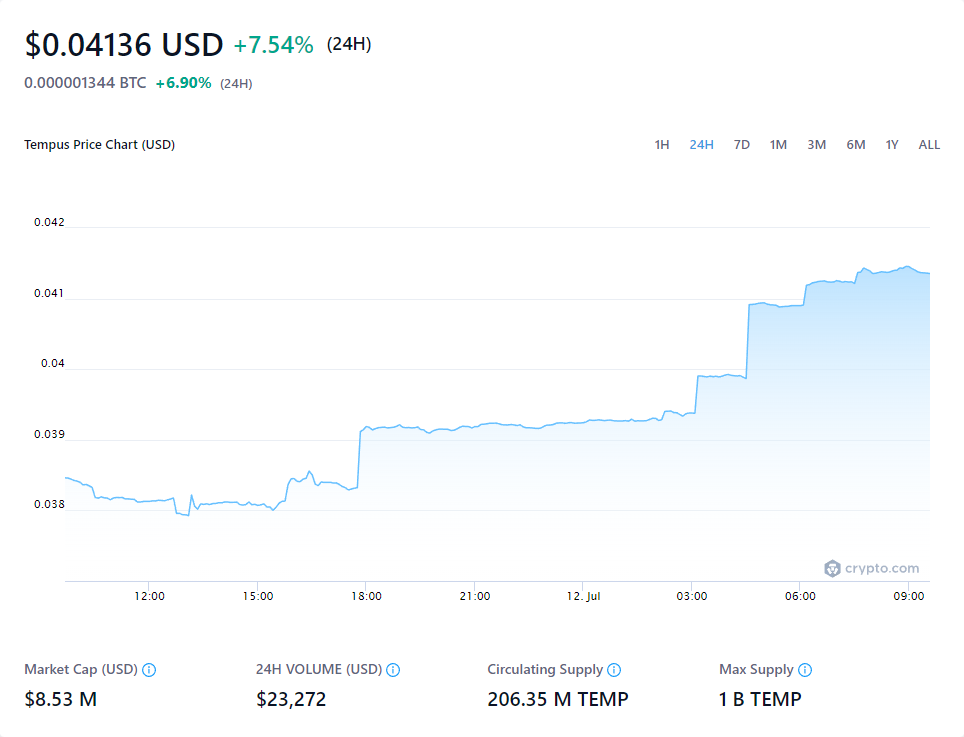 $0.04136 USD +7.54% (24H)
0.000001344 BTC +6.90% (24H)
Tempus Price Chart (USD) 1H 24H 7D 1M 3M 6M 1Y ALL
0.042
0.041
0.04
0.039
0.038
crypto.com
12:00 15:00 18:00 21:00 12. Jul 03:00 06:00 09:00
Market Cap (USD) 24H VOLUME (USD) Circulating Supply Max Supply
$8.53 M $23,272 206.35 M TEMP 1 B TEMP